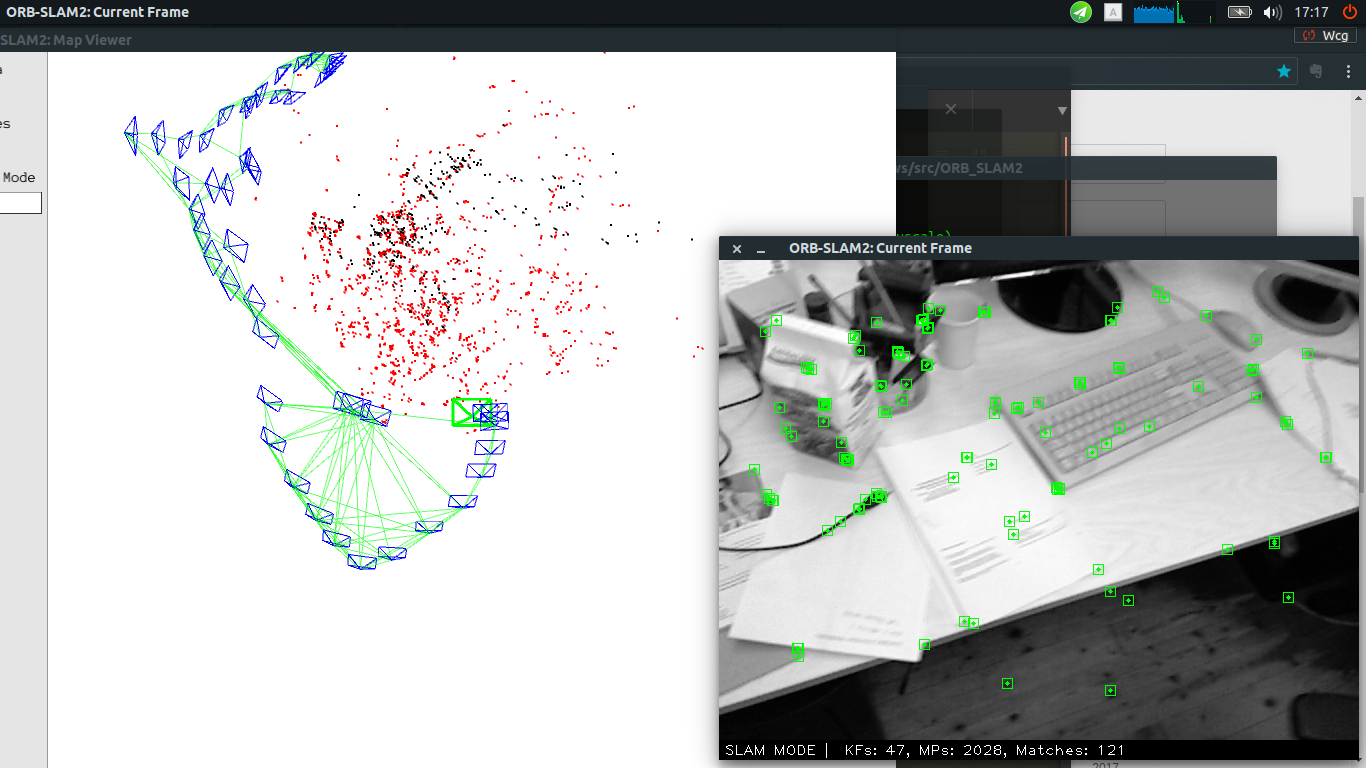 ORB-SLAM2: Current Frame
A
17:17
SLAM2: Map Viewer
Wcg
a
es
Mode
ws/src/ORB_SLAM2
ORB-SLAM2: Current Frame
SLAM MODE | KFs: 47, MPs: 2028, Matches: 121
2017